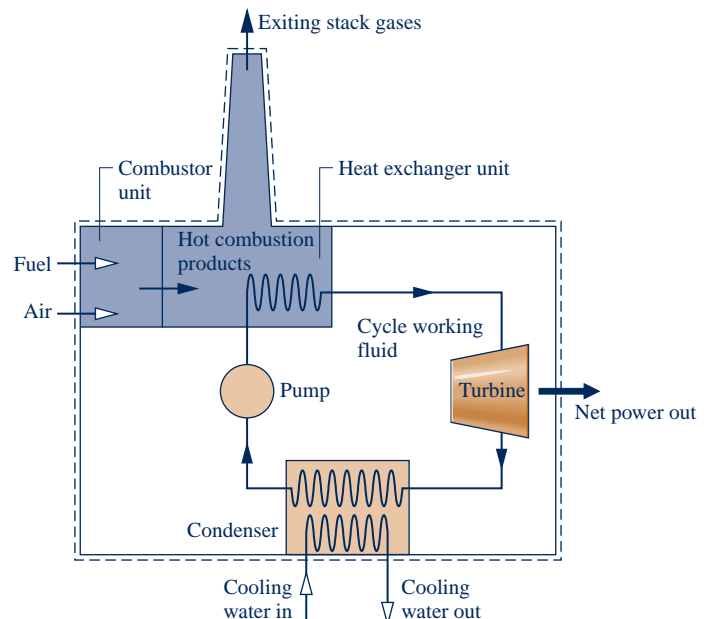 Exiting stack gases
Combustor
unit
Heat exchanger unit
Hot combustion
products
Fuel
Air
Cycle working
fluid
Pump
Turbine
Net power out
Condenser
Cooling
water in
Cooling
water out